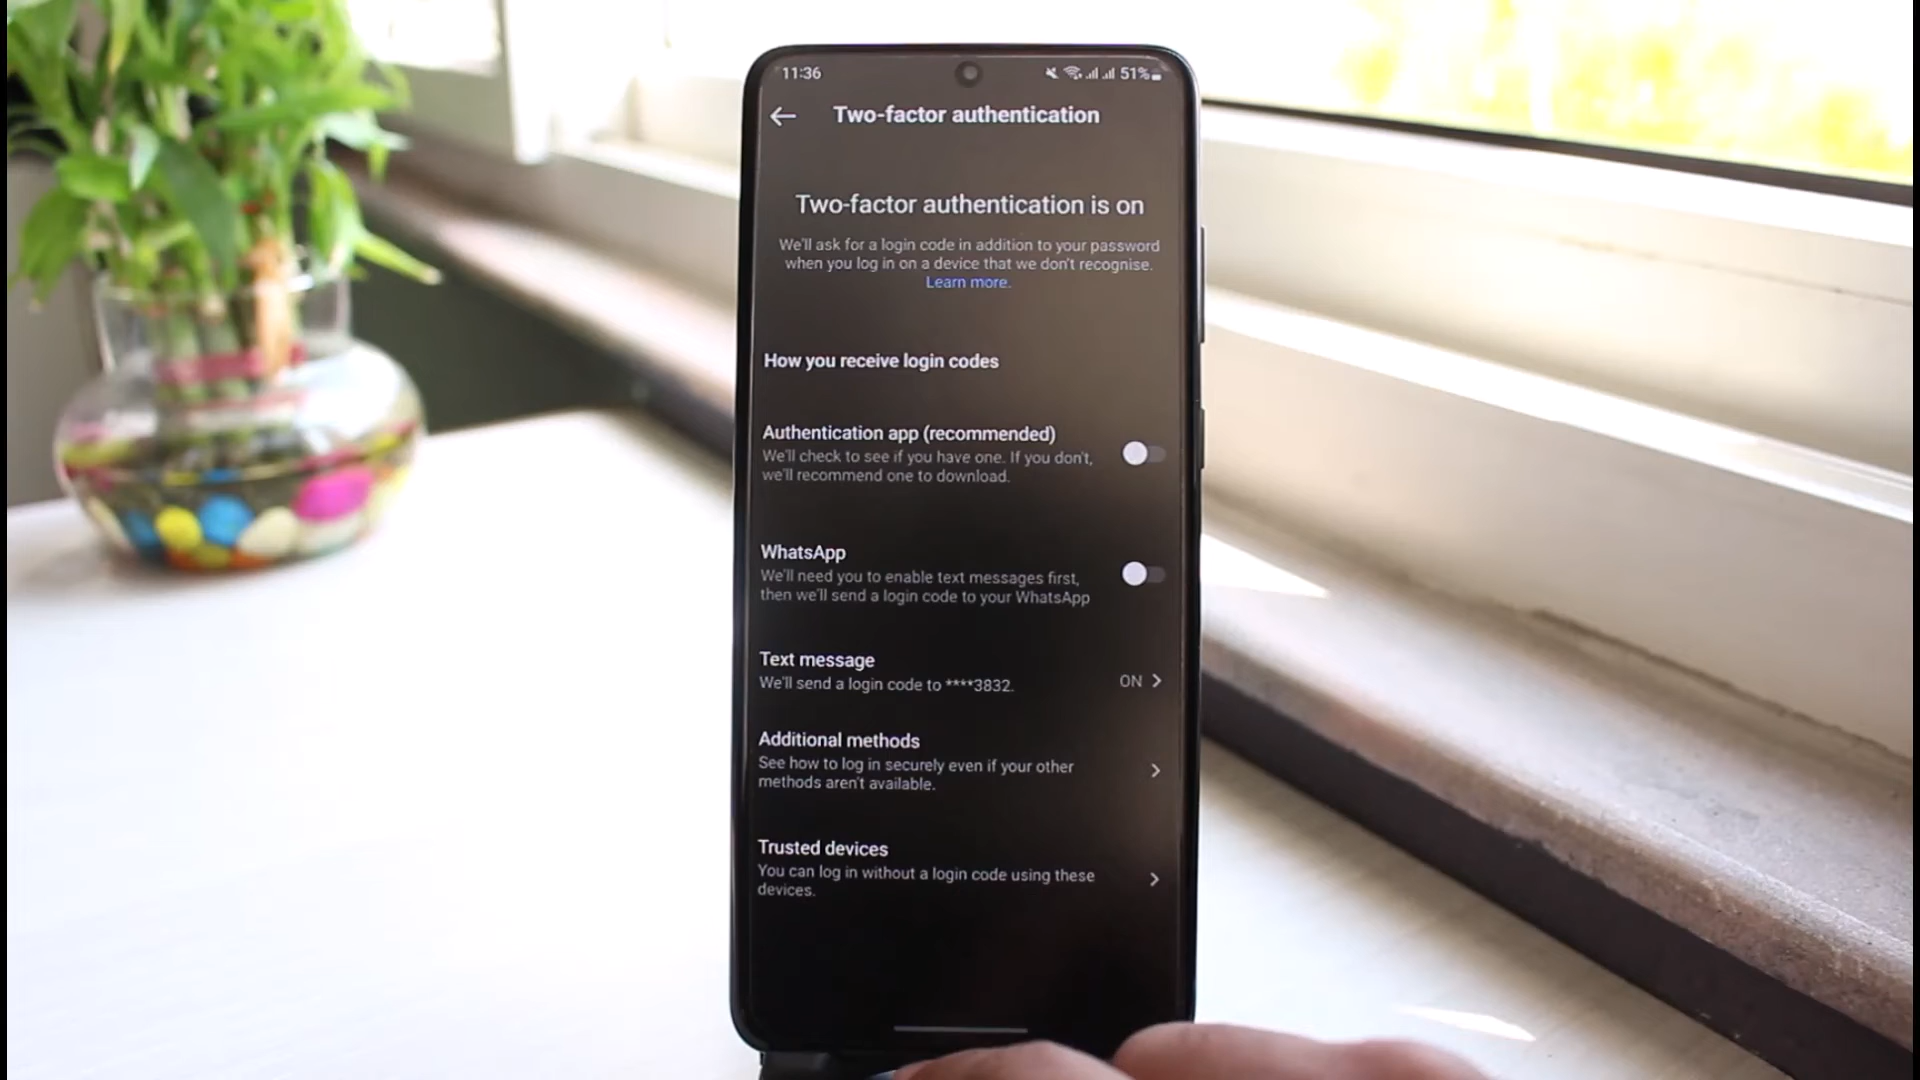 11:36
51%
Two-factor authentication
Two-factor authentication is on
We'll ask for a login code in addition to your password
when you log in on a device that we don't recognise.
Learn more.
How you receive login codes
Authentication app (recommended)
We'll check to see if you have one. If you don't,
we'll recommend one to download.
WhatsApp
We'll need you to enable text messages first,
then we'll send a login code to your WhatsApp
Text message
We'll send a login code to ****3832.
ON
Additional methods
See how to log in securely even if your other
methods aren't available.
Trusted devices
You can log in without a login code using these
devices.